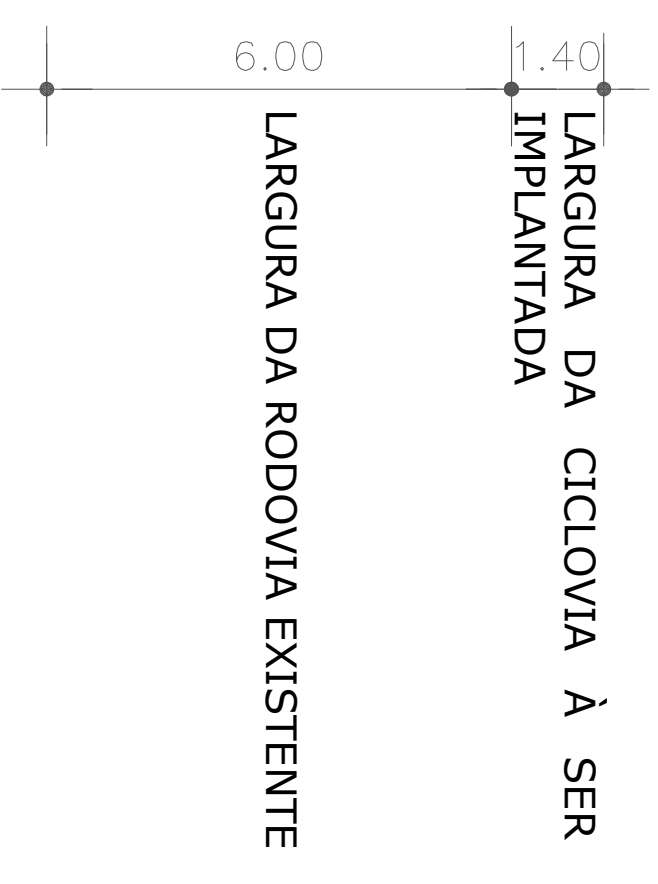 6.00
1.40
LARGURA DA RODOVIA EXISTENTE
LARGURA DA CICLOVIA À SER
IMPLANTADA